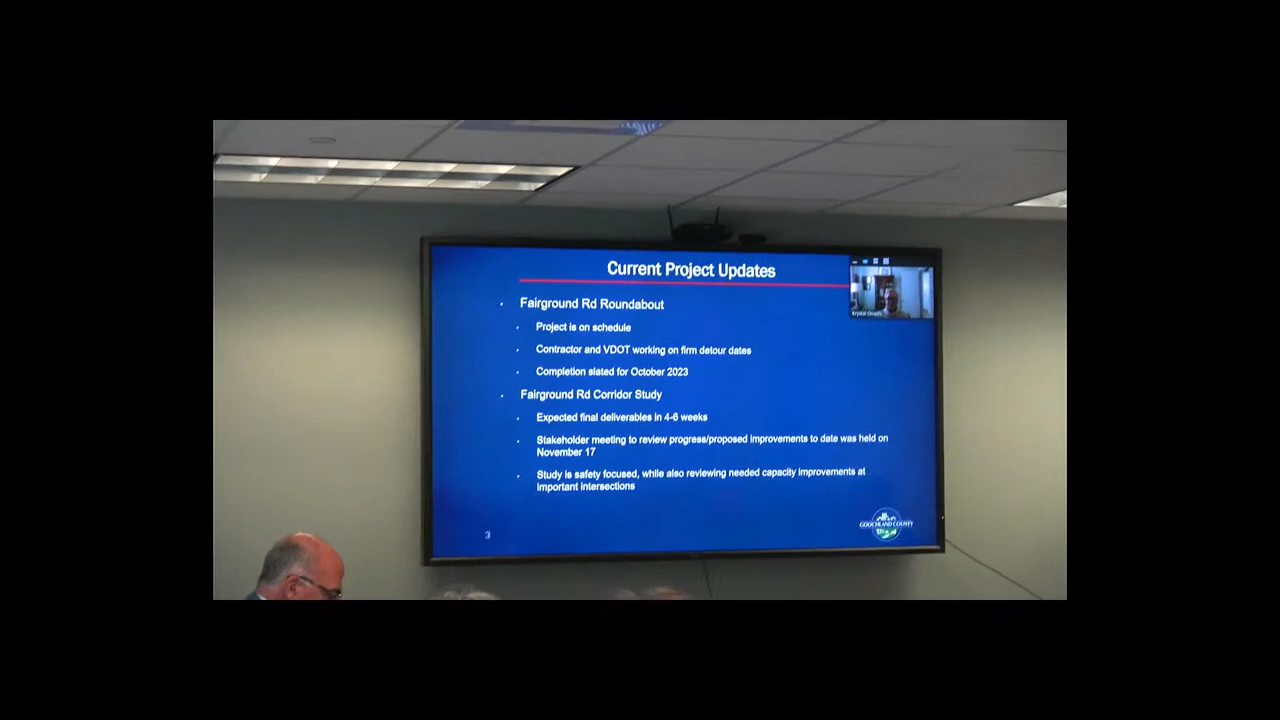 Current Project Updates
Fairground Rd Roundabout
Project is on schedule
Contractor and VDOT working on firm detour dates
Completion slated for October 2023
Fairground Rd Corridor Study
Expected final deliverables in 4-6 weeks
Stakeholder meeting to review progress/proposed improvements to date was held on
November 17
Study is safety focused, while also reviewing needed capacity improvements at
important intersections
3
GOOCHLAND COUNTY
Krystal